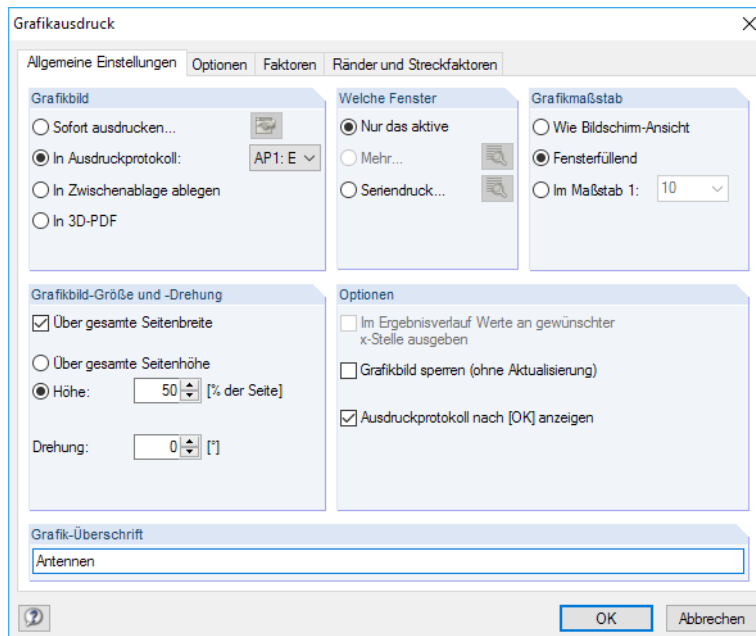 Grafikausdruck
Allgemeine Einstellungen
Optionen
Faktoren
Ränder und Streckfaktoren
Grafikbild
Sofort ausdrucken...
In Ausdruckprotokoll:
AP1: E
In Zwischenablage ablegen
In 3D-PDF
Welche Fenster
Nur das aktive
Mehr...
Seriendruck...
Grafikmaßstab
Wie Bildschirm-Ansicht
Fensterfüllend
Im Maßstab 1:
10
Grafikbild-Größe und -Drehung
Über gesamte Seitenbreite
Über gesamte Seitenhöhe
Höhe:
50
[% der Seite]
Drehung:
0
[°]
Optionen
Im Ergebnisverlauf Werte an gewünschter
x-Stelle ausgeben
Grafikbild sperren (ohne Aktualisierung)
Ausdruckprotokoll nach [OK] anzeigen
Grafik-Überschrift
Antennen
OK
Abbrechen